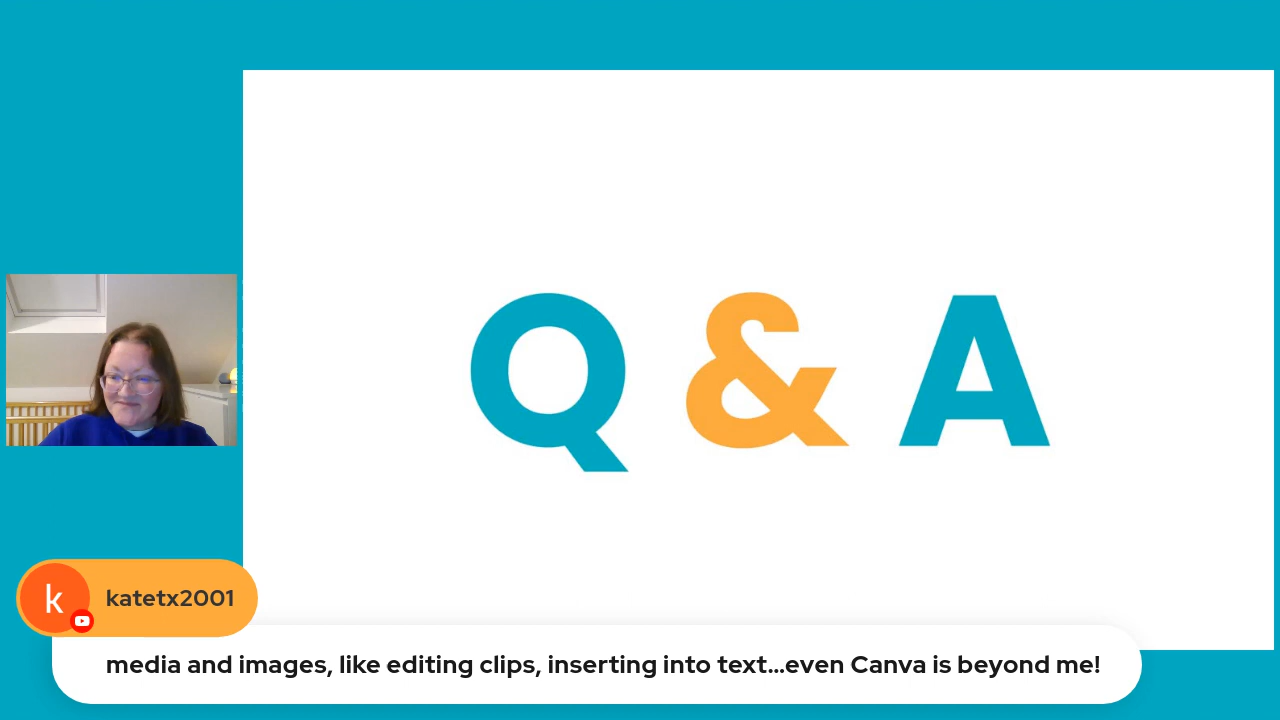 Q & A
k
katetx2001
media and images, like editing clips, inserting into text...even Canva is beyond me!